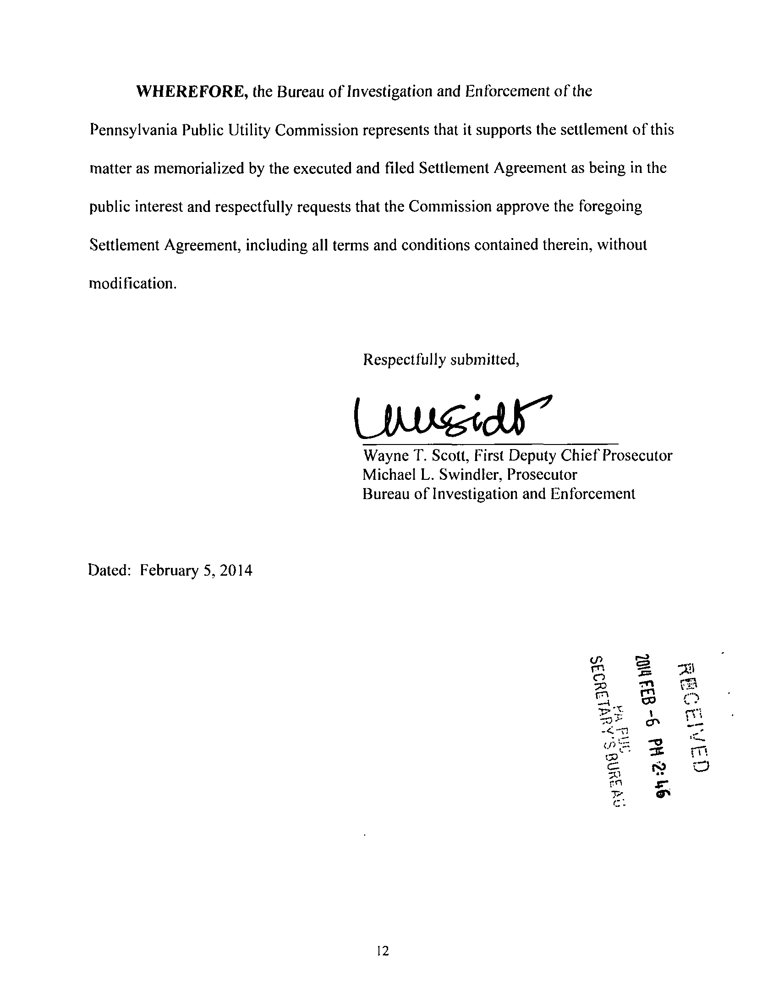 WHEREFORE, the Bureau of Investigation and Enforcement of the
Pennsylvania Public Utility Commission represents that it supports the settlement of this
matter as memorialized by the executed and filed Settlement Agreement as being in the
public interest and respectfully requests that the Commission approve the foregoing
Settlement Agreement, including all terms and conditions contained therein, without
modification.
Respectfully submitted,
Wayne T. Scott, First Deputy Chief Prosecutor
Michael L. Swindler, Prosecutor
Bureau of Investigation and Enforcement
Dated: February 5, 2014
RECEIVED
2014 FEB -6 PM 2:46
PA PUC
SECRETARY'S BUREAU
12